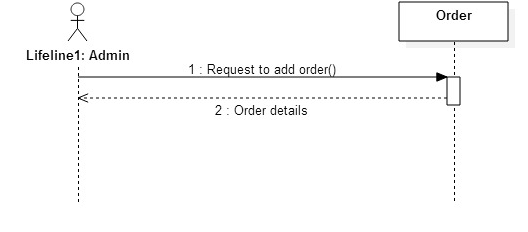 Order
Lifeline1: Admin
1 : Request to add order()
2 : Order details